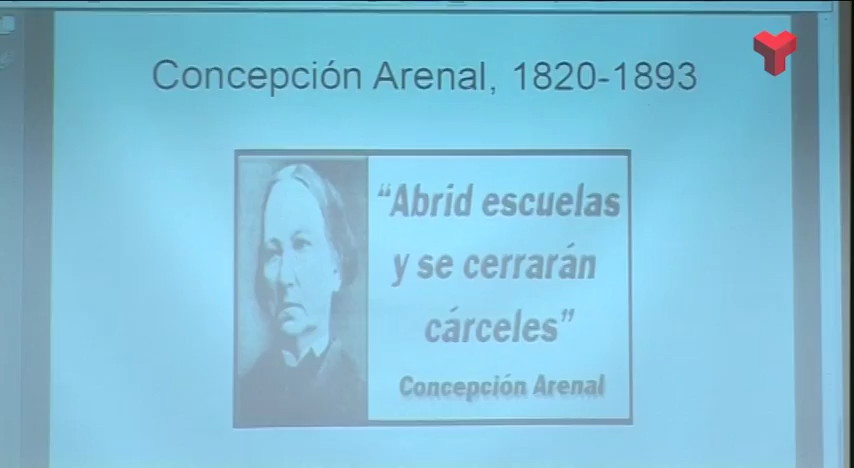 Concepción Arenal, 1820-1893
“Abrid escuelas
y se cerrarán
cárceles”
Concepción Arenal